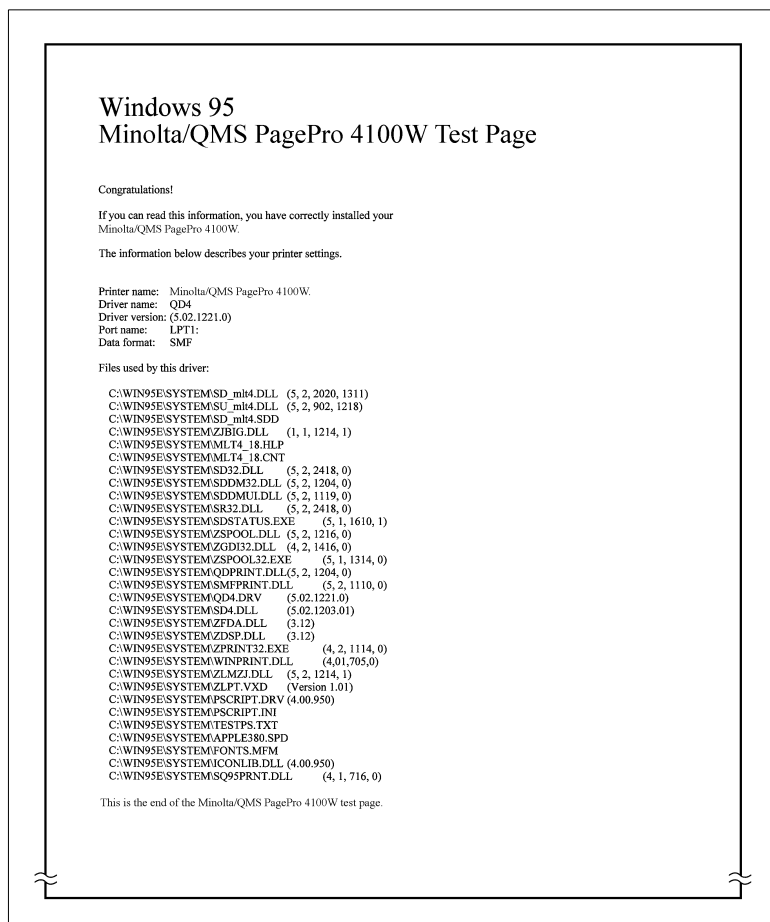 Windows 95
Minolta/QMS PagePro 4100W Test Page
Congratulations!
If you can read this information, you have correctly installed your
Minolta/QMS PagePro 4100W.
The information below describes your printer settings.
Printer name: Minolta/QMS PagePro 4100W.
Driver name: QD4
Driver version: (5.02.1221.0)
Port name: LPT1:
Data format: SMF
Files used by this driver:
C:\WIN95E\SYSTEM\SD_mlt4.DLL (5, 2, 2020, 1311)
C:\WIN95E\SYSTEM\SU_mlt4.DLL (5, 2, 902, 1218)
C:\WIN95E\SYSTEM\SD_mlt4.SDD
C:\WIN95E\SYSTEM\ZJBIG.DLL (1, 1, 1214, 1)
C:\WIN95E\SYSTEM\MLT4_18.HLP
C:\WIN95E\SYSTEM\MLT4_18.CNT
C:\WIN95E\SYSTEM\SD32.DLL (5, 2, 2418, 0)
C:\WIN95E\SYSTEM\SDDM32.DLL (5, 2, 1204, 0)
C:\WIN95E\SYSTEM\SDDMUI.DLL (5, 2, 1119, 0)
C:\WIN95E\SYSTEM\SR32.DLL (5, 2, 2418, 0)
C:\WIN95E\SYSTEM\SDSTATUS.EXE (5, 1, 1610, 1)
C:\WIN95E\SYSTEM\ZSPOOL.DLL (5, 2, 1216, 0)
C:\WIN95E\SYSTEM\ZGDI32.DLL (4, 2, 1416, 0)
C:\WIN95E\SYSTEM\ZSPOOL32.EXE (5, 1, 1314, 0)
C:\WIN95E\SYSTEM\QDPRINT.DLL(5, 2, 1204, 0)
C:\WIN95E\SYSTEM\SMFPRINT.DLL (5, 2, 1110, 0)
C:\WIN95E\SYSTEM\QD4.DRV (5.02.1221.0)
C:\WIN95E\SYSTEM\SD4.DLL (5.02.1203.01)
C:\WIN95E\SYSTEM\ZFDA.DLL (3.12)
C:\WIN95E\SYSTEM\ZDSP.DLL (3.12)
C:\WIN95E\SYSTEM\ZPRINT32.EXE (4, 2, 1114, 0)
C:\WIN95E\SYSTEM\WINPRINT.DLL (4,01,705,0)
C:\WIN95E\SYSTEM\ZLMZJ.DLL (5, 2, 1214, 1)
C:\WIN95E\SYSTEM\ZLPT.VXD (Version 1.01)
C:\WIN95E\SYSTEM\PSCRIPT.DRV (4.00.950)
C:\WIN95E\SYSTEM\PSCRIPT.INI
C:\WIN95E\SYSTEM\TESTPS.TXT
C:\WIN95E\SYSTEM\APPLE380.SPD
C:\WIN95E\SYSTEM\FONTS.MFM
C:\WIN95E\SYSTEM\ICONLIB.DLL (4.00.950)
C:\WIN95E\SYSTEM\SQ95PRNT.DLL (4, 1, 716, 0)
This is the end of the Minolta/QMS PagePro 4100W test page.